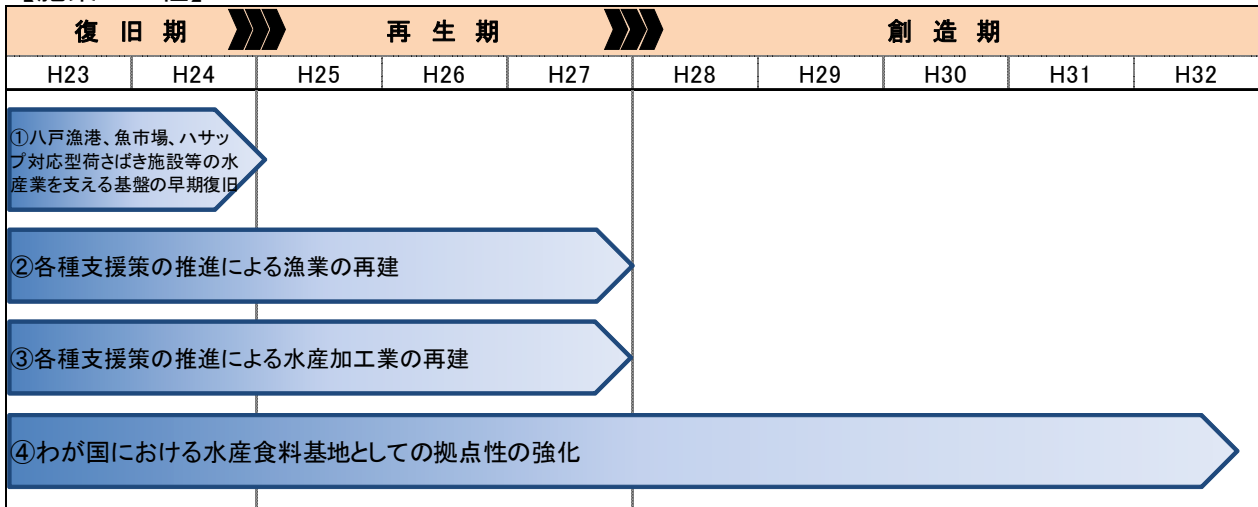 復旧期 再生期 創造期
H23 H24 H25 H26 H27 H28 H29 H30 H31 H32
①八戸漁港、魚市場、ハサッ
プ対応型荷さばき施設等の水
産業を支える基盤の早期復旧
②各種支援策の推進による漁業の再建
③各種支援策の推進による水産加工業の再建
④わが国における水産食料基地としての拠点性の強化